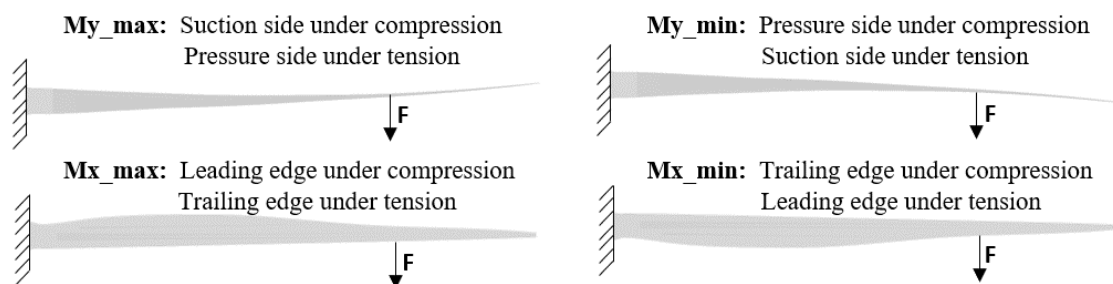 My_max: Suction side under compression
Pressure side under tension
F
My_min: Pressure side under compression
Suction side under tension
F
Mx_max: Leading edge under compression
Trailing edge under tension
F
Mx_min: Trailing edge under compression
Leading edge under tension
F